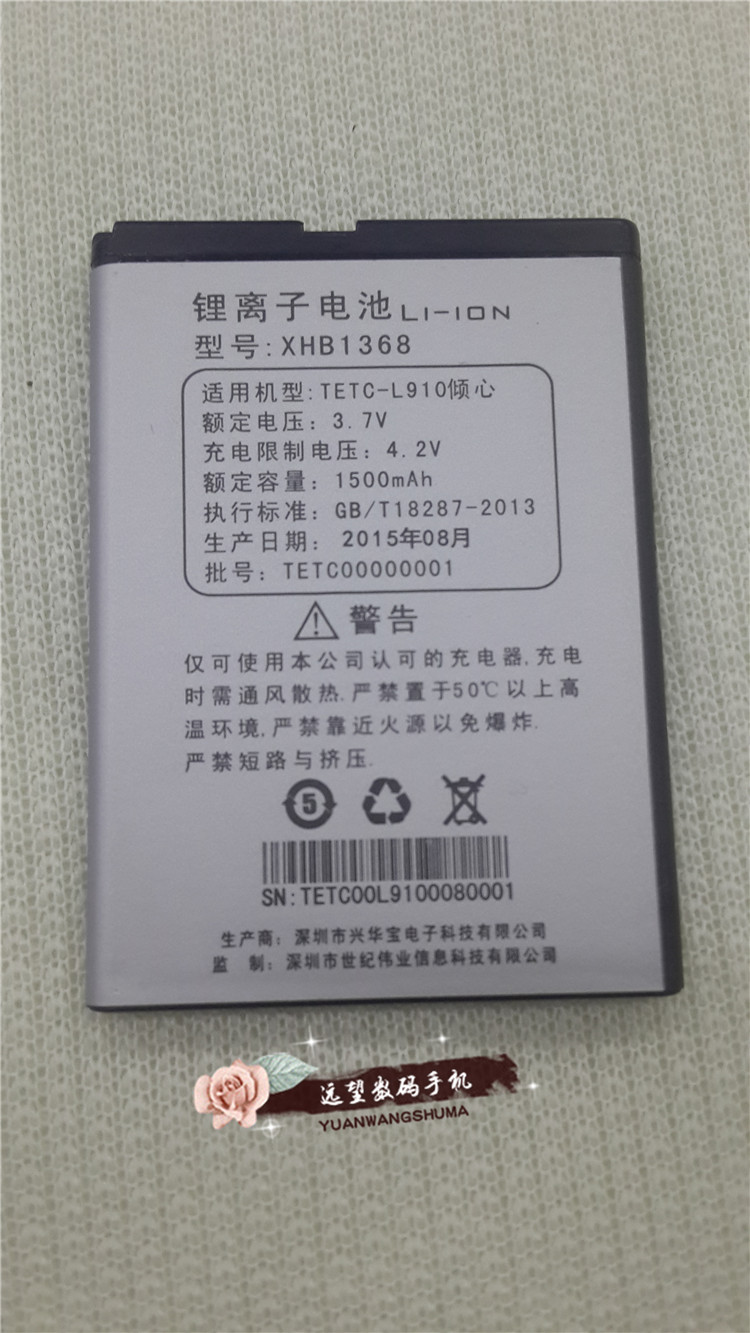 锂离子电池 LI-ION
型号:XHB1368
适用机型:TETC-L910倾心
额定电压：3.7V
充电限制电压：4.2V
额定容量：1500mAh
执行标准：GB/T18287-2013
生产日期：2015年08月
批号：TETC00000001
警告
仅可使用本公司认可的充电器,充电
时需通风散热.严禁置于50℃以上高
温环境,严禁靠近火源以免爆炸.
严禁短路与挤压.
5
SN:TETC00L9100080001
生产商：深圳市兴华宝电子科技有限公司
监 制：深圳市世纪伟业信息科技有限公司
远望数码手机
YUANWANGSHUMA